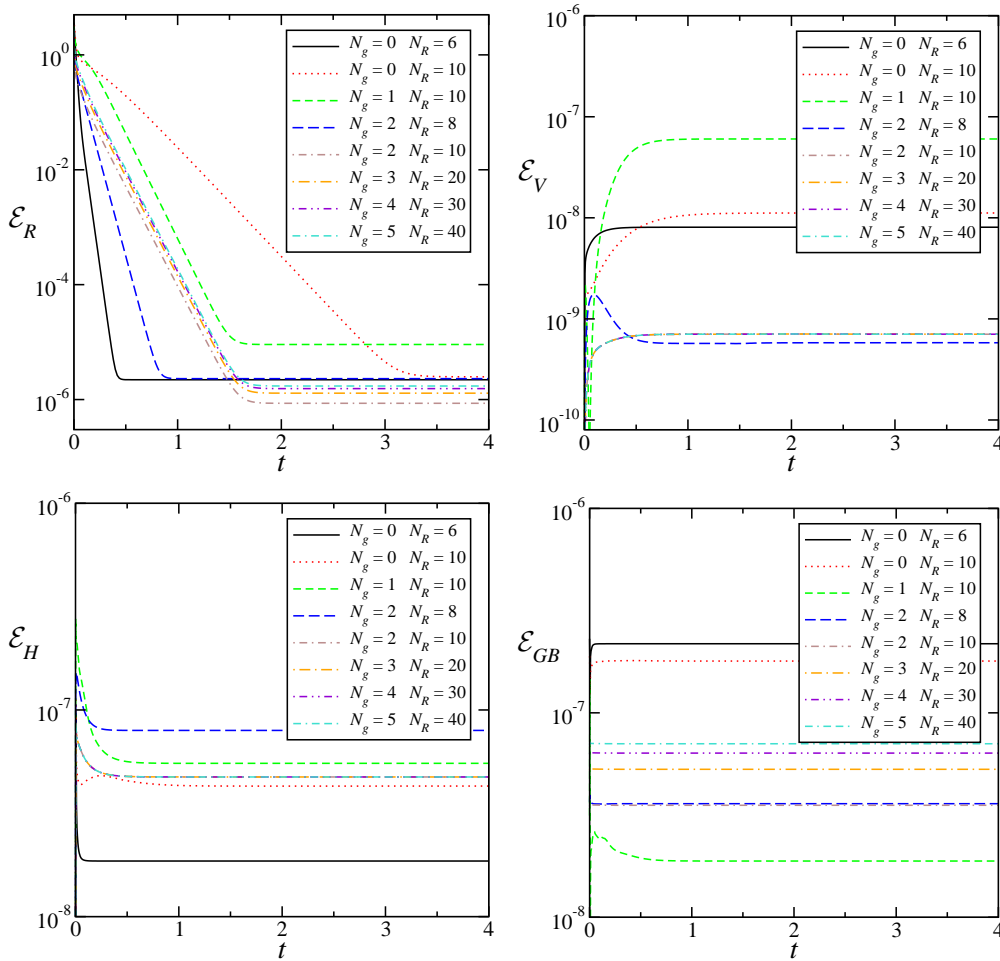 10^0
10^-2
10^-4
10^-6
ℰ_R
N_g = 0 N_R = 6
N_g = 0 N_R = 10
N_g = 1 N_R = 10
N_g = 2 N_R = 8
N_g = 2 N_R = 10
N_g = 3 N_R = 20
N_g = 4 N_R = 30
N_g = 5 N_R = 40
0 1 2 3 4
t
10^-6
10^-7
10^-8
10^-9
10^-10
ℰ_V
N_g = 0 N_R = 6
N_g = 0 N_R = 10
N_g = 1 N_R = 10
N_g = 2 N_R = 8
N_g = 2 N_R = 10
N_g = 3 N_R = 20
N_g = 4 N_R = 30
N_g = 5 N_R = 40
0 1 2 3 4
t
10^-6
10^-7
10^-8
ℰ_H
N_g = 0 N_R = 6
N_g = 0 N_R = 10
N_g = 1 N_R = 10
N_g = 2 N_R = 8
N_g = 2 N_R = 10
N_g = 3 N_R = 20
N_g = 4 N_R = 30
N_g = 5 N_R = 40
0 1 2 3 4
t
10^-6
10^-7
10^-8
ℰ_GB
N_g = 0 N_R = 6
N_g = 0 N_R = 10
N_g = 1 N_R = 10
N_g = 2 N_R = 8
N_g = 2 N_R = 10
N_g = 3 N_R = 20
N_g = 4 N_R = 30
N_g = 5 N_R = 40
0 1 2 3 4
t